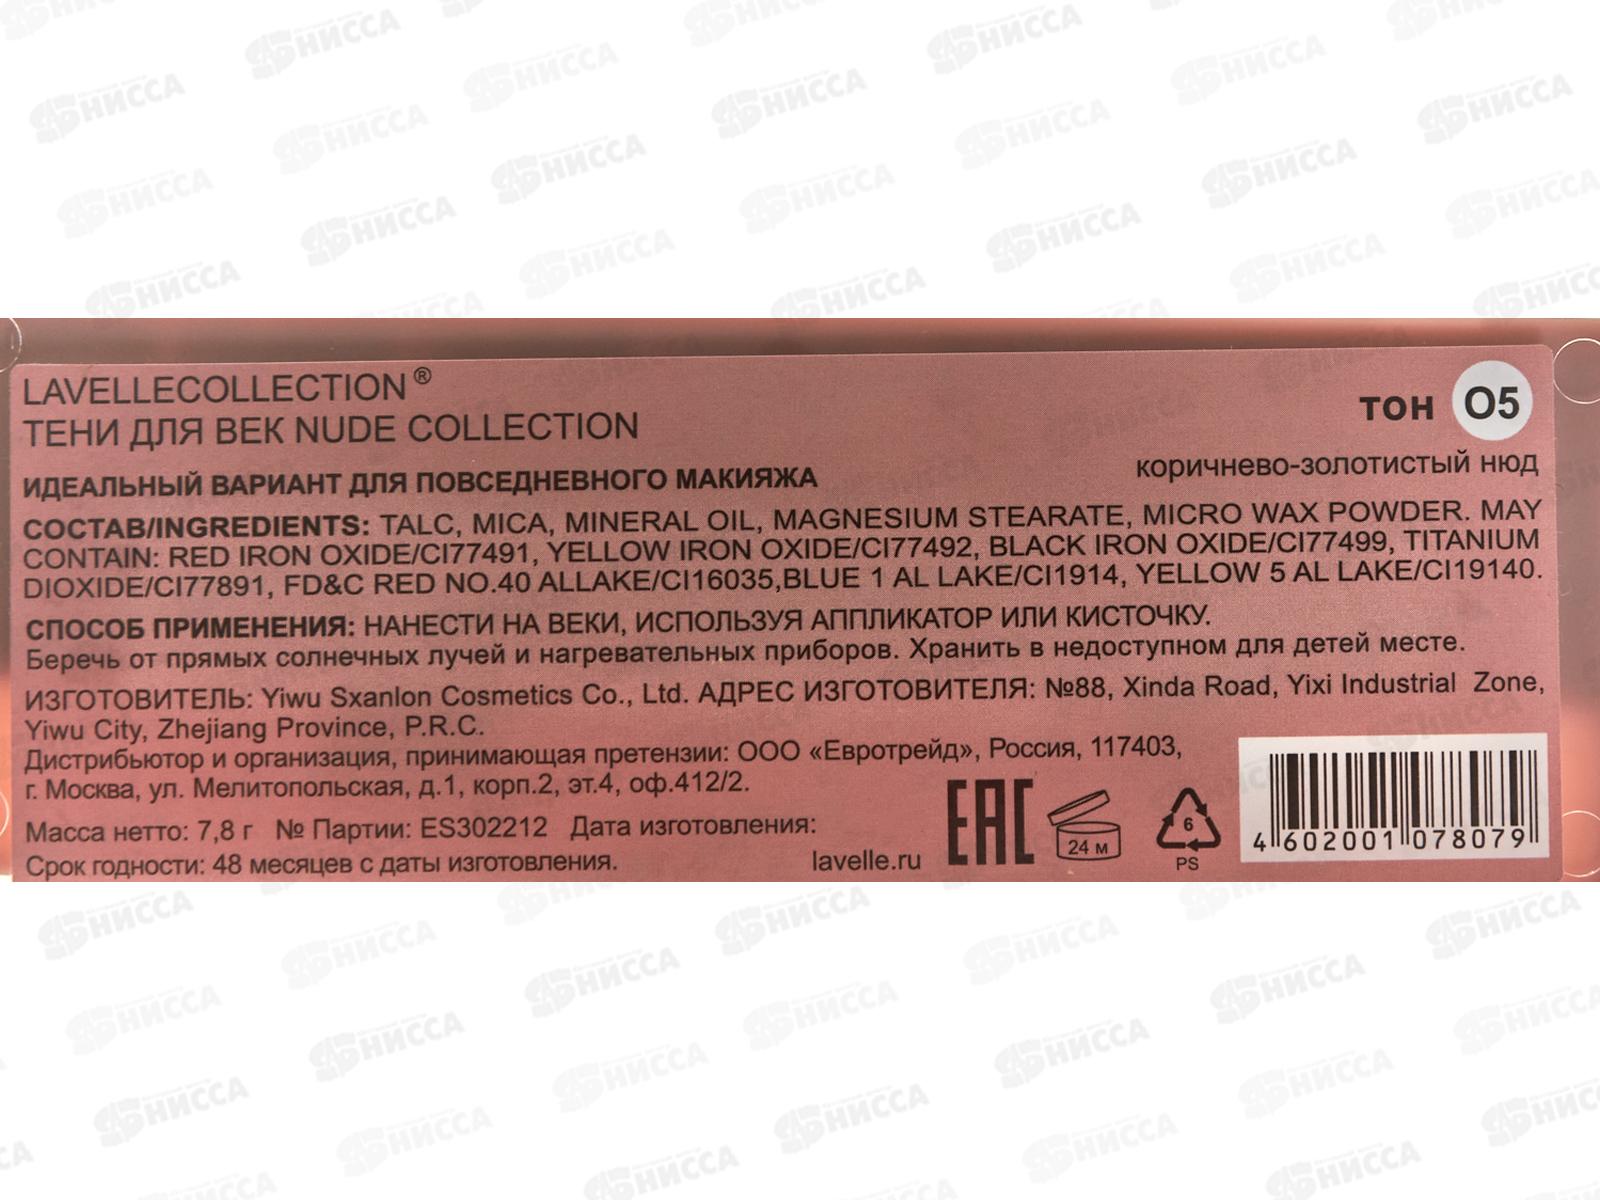 LAVELLECOLLECTION®
ТЕНИ ДЛЯ ВЕК NUDE COLLECTION
ТОН О5
ИДЕАЛЬНЫЙ ВАРИАНТ ДЛЯ ПОВСЕДНЕВНОГО МАКИЯЖА
коричнево-золотистый нюд
СОСТАВ/INGREDIENTS: TALC, MICA, MINERAL OIL, MAGNESIUM STEARATE, MICRO WAX POWDER. MAY
CONTAIN: RED IRON OXIDE/CI77491, YELLOW IRON OXIDE/CI77492, BLACK IRON OXIDE/CI77499, TITANIUM
DIOXIDE/CI77891, FD&C RED NO.40 ALLAKE/CI16035,BLUE 1 AL LAKE/CI1914, YELLOW 5 AL LAKE/CI19140.
СПОСОБ ПРИМЕНЕНИЯ: НАНЕСТИ НА ВЕКИ, ИСПОЛЬЗУЯ АППЛИКАТОР ИЛИ КИСТОЧКУ.
Беречь от прямых солнечных лучей и нагревательных приборов. Хранить в недоступном для детей месте.
ИЗГОТОВИТЕЛЬ: Yiwu Sxanlon Cosmetics Co., Ltd. АДРЕС ИЗГОТОВИТЕЛЯ: №88, Xinda Road, Yixi Industrial Zone,
Yiwu City, Zhejiang Province, P.R.C.
Дистрибьютор и организация, принимающая претензии: ООО «Евротрейд», Россия, 117403,
г. Москва, ул. Мелитопольская, д.1, корп.2, эт.4, оф.412/2.
Масса нетто: 7,8 г № Партии: ES302212 Дата изготовления:
Срок годности: 48 месяцев с даты изготовления.
lavelle.ru
ЕАС
24 м
6
PS
4 602001 078079
АБНИССА